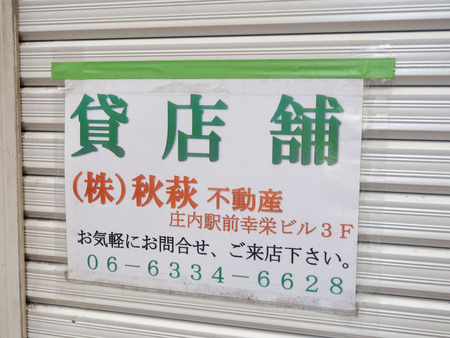 貸店舗
(株)秋萩 不動産
庄内駅前幸栄ビル3F
お気軽にお問合せ、ご来店下さい。
06-6334-6628